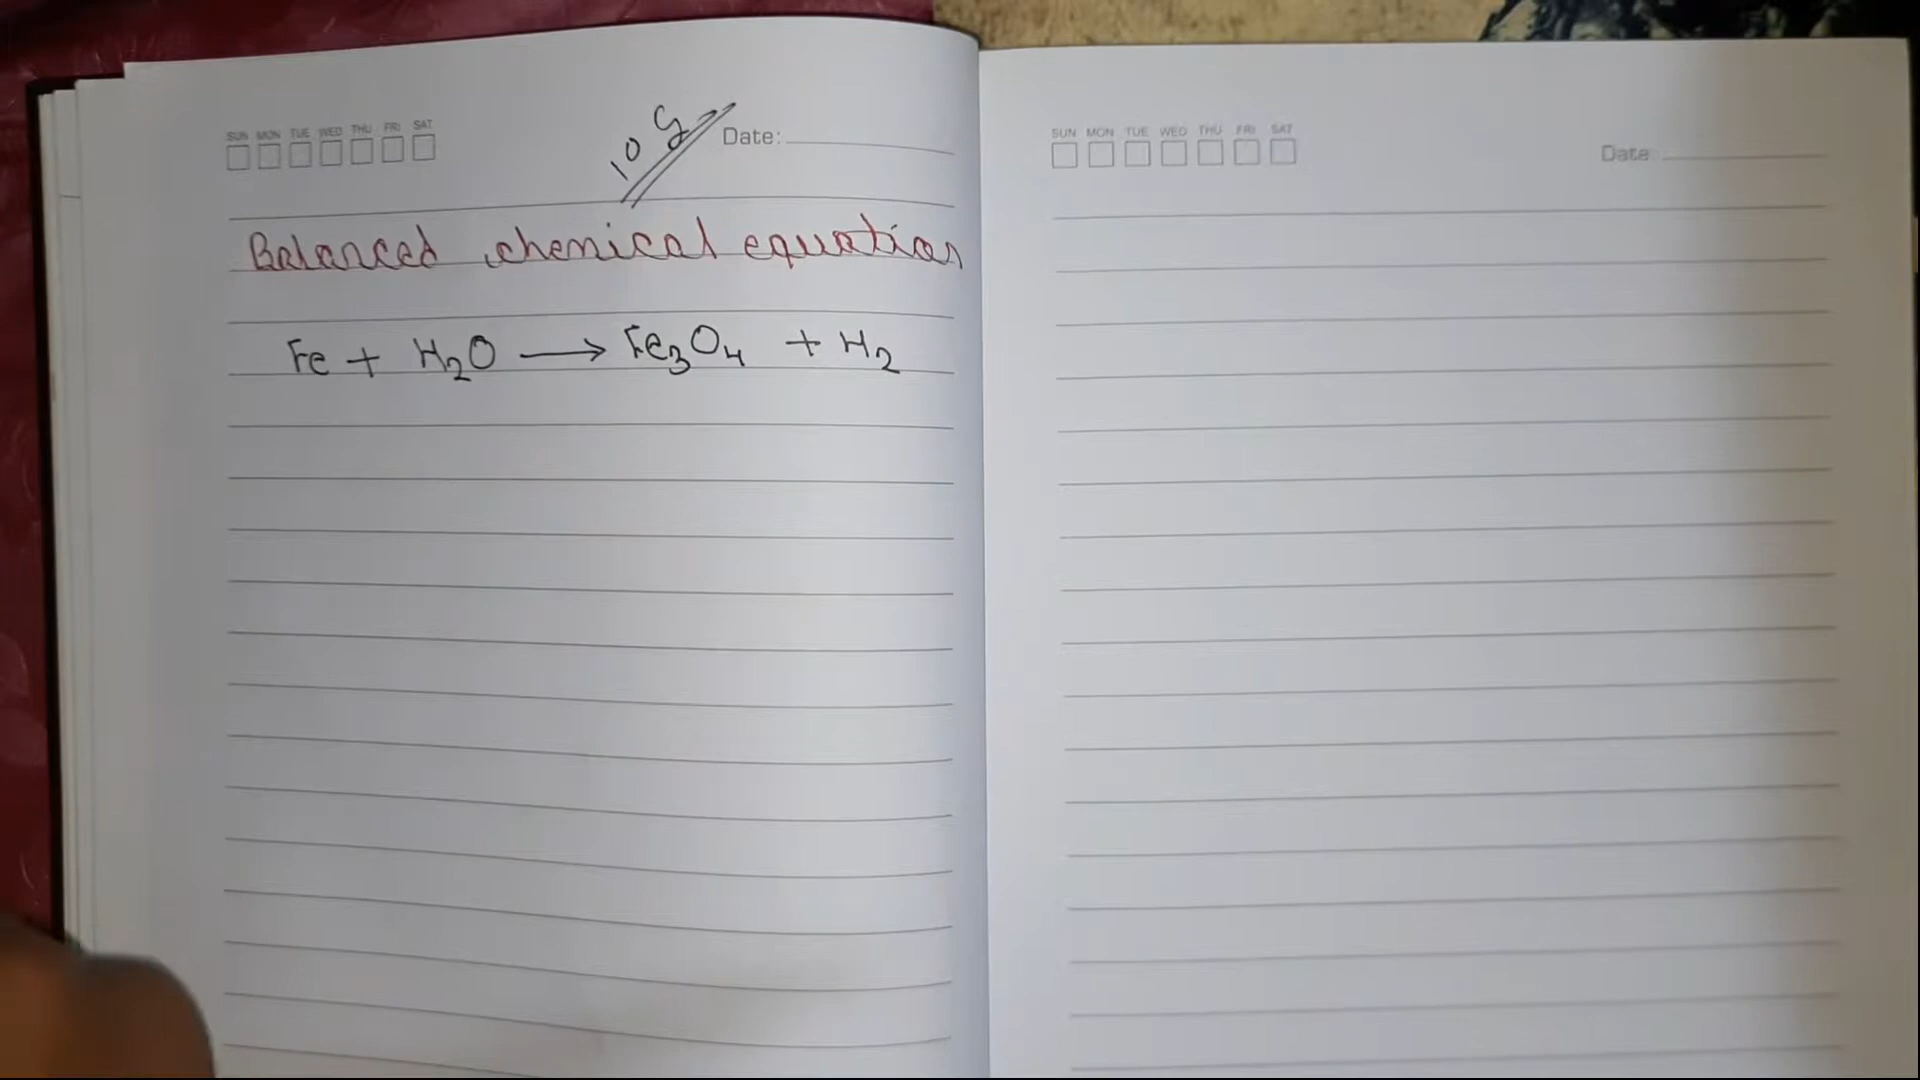 SUN MON TUE WED THU FRI SAT
10 g
Date:
Balanced chemical equation
Fe + H₂O ⟶ Fe₃O₄ + H₂
SUN MON TUE WED THU FRI SAT
Date: